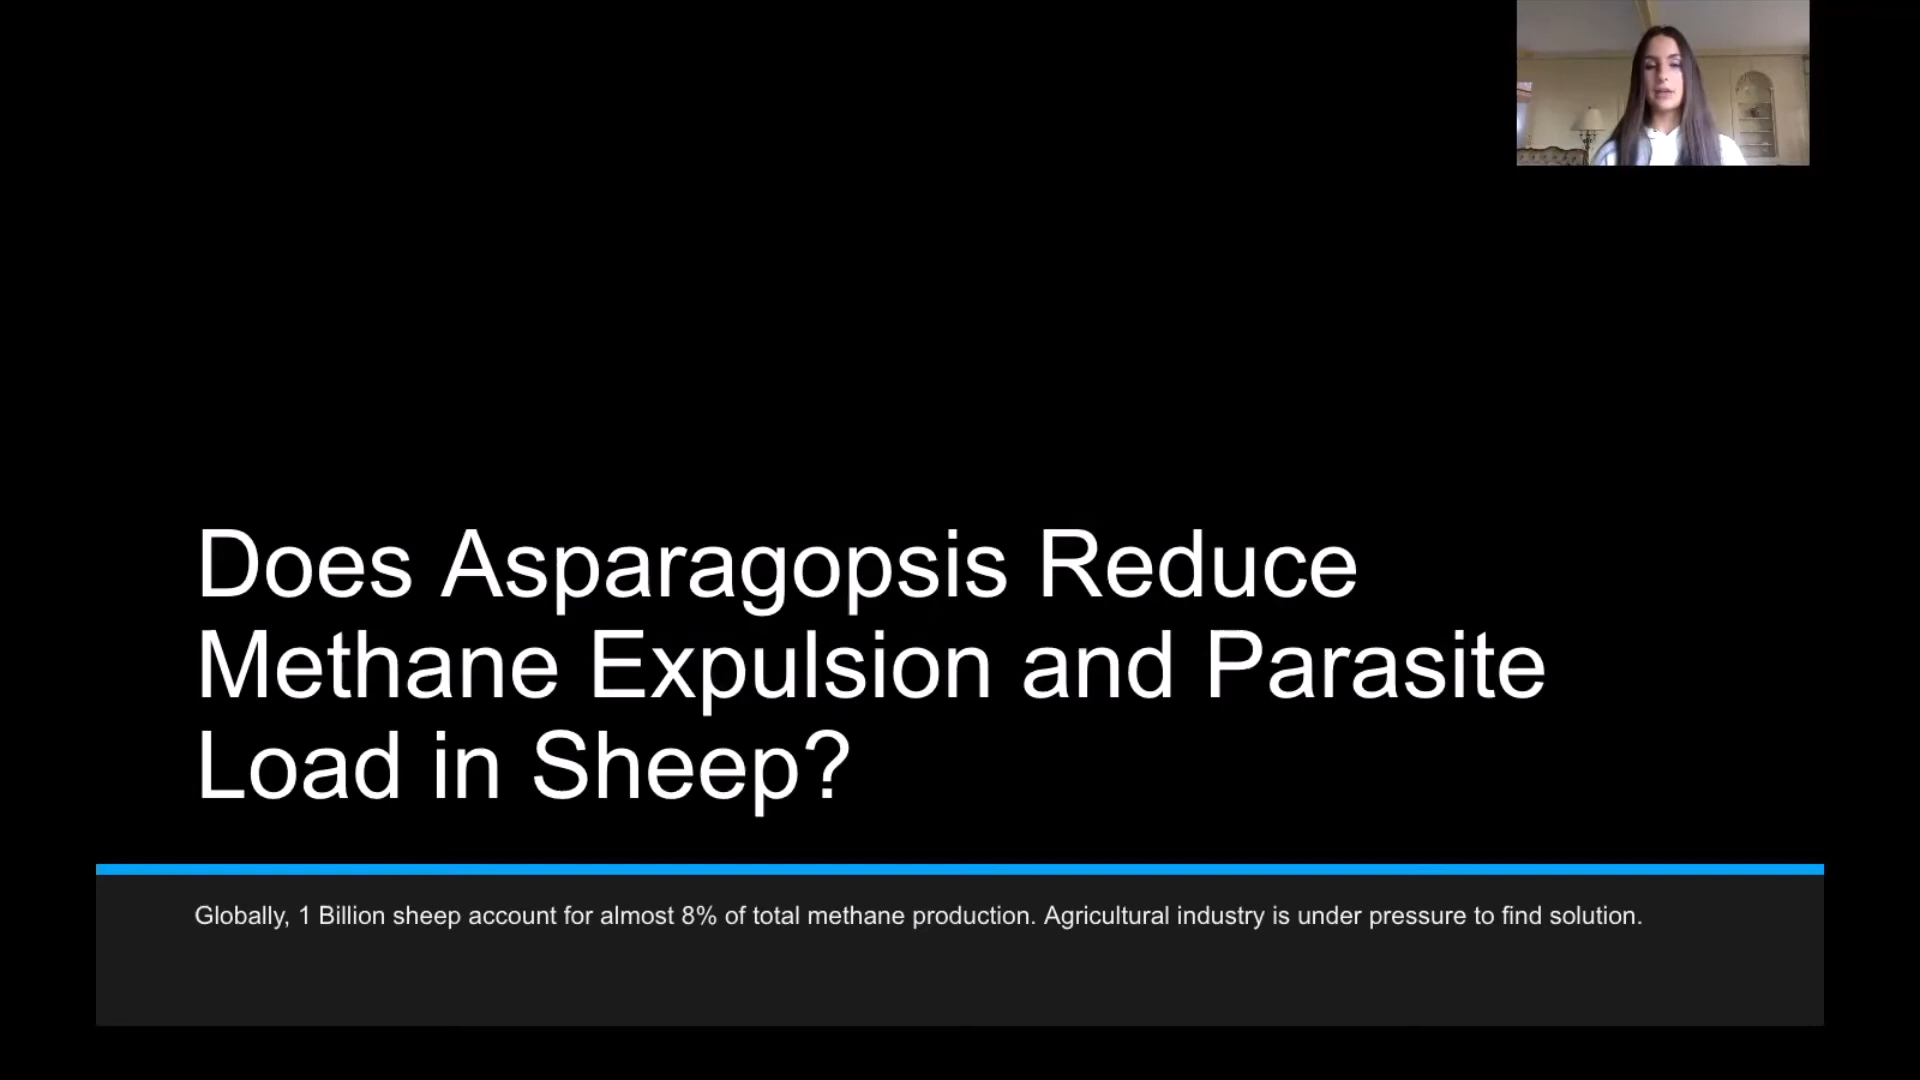 Does Asparagopsis Reduce
Methane Expulsion and Parasite
Load in Sheep?
Globally, 1 Billion sheep account for almost 8% of total methane production. Agricultural industry is under pressure to find solution.